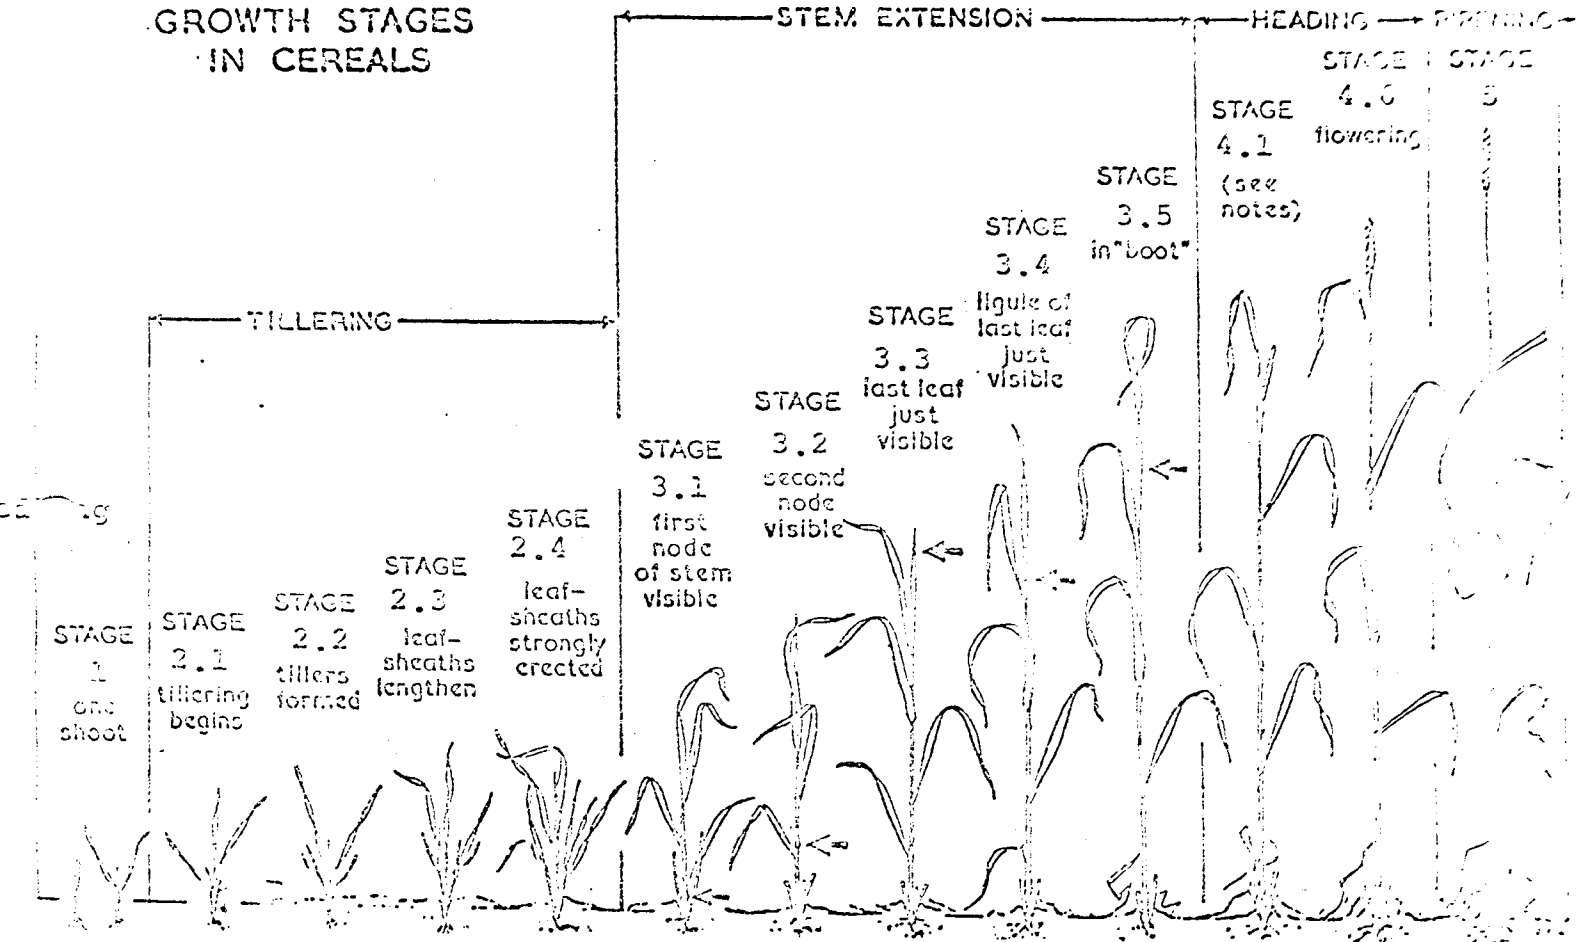 GROWTH STAGES
IN CEREALS
STEM EXTENSION
HEADING
RIPENING
TILLERING
STAGE
1
one
shoot
STAGE
2.1
tillering
begins
STAGE
2.2
tillers
formed
STAGE
2.3
leaf-
sheaths
lengthen
STAGE
2.4
leaf-
sheaths
strongly
erected
STAGE
3.1
first
node
of stem
visible
STAGE
3.2
second
node
visible
STAGE
3.3
last leaf
just
visible
STAGE
3.4
ligule of
last leaf
just
visible
STAGE
3.5
in "boot"
STAGE
4.1
(see
notes)
STAGE
flowering
STAGE